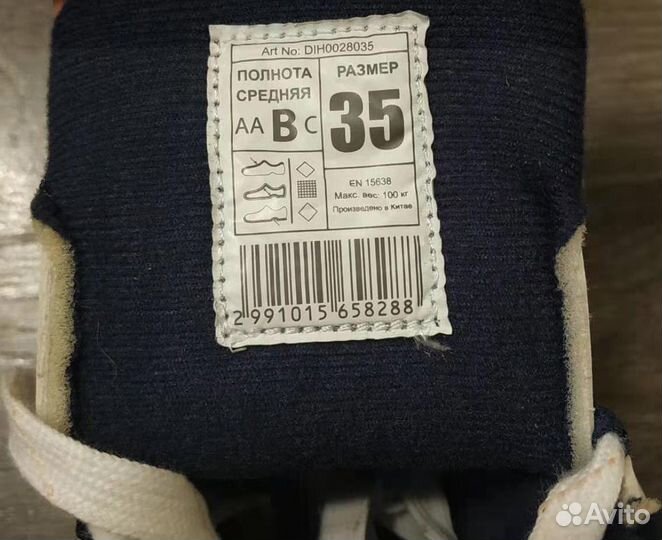 Art No: DIH0028035
ПОЛНОТА
СРЕДНЯЯ
AA B C
РАЗМЕР
35
EN 15638
Макс. вес: 100 кг
Произведено в Китае
2 991015 658288
Avito